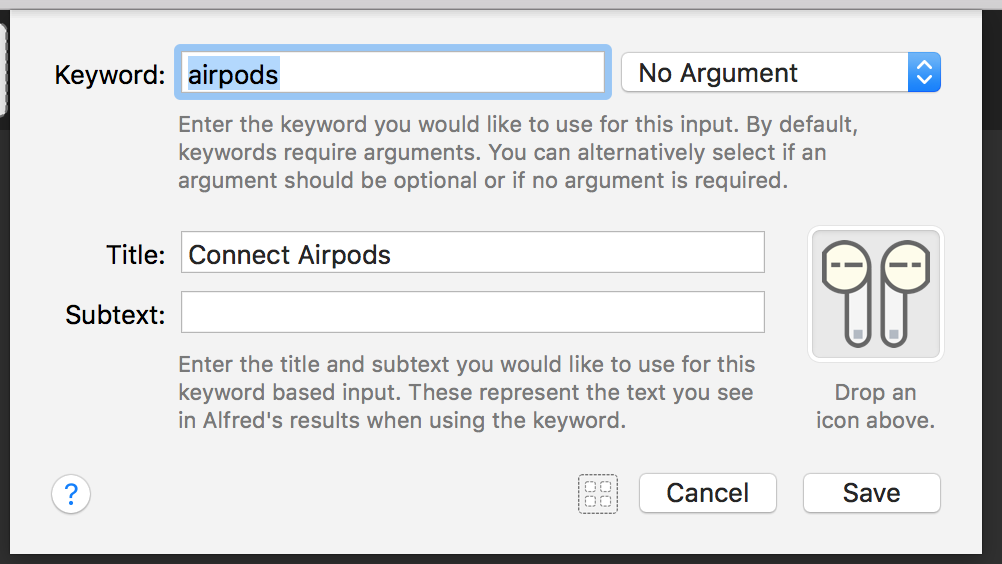 Keyword: airpods No Argument
Enter the keyword you would like to use for this input. By default,
keywords require arguments. You can alternatively select if an
argument should be optional or if no argument is required.
Title: Connect Airpods
Subtext:
Enter the title and subtext you would like to use for this
keyword based input. These represent the text you see
in Alfred's results when using the keyword.
Drop an
icon above.
? Cancel Save